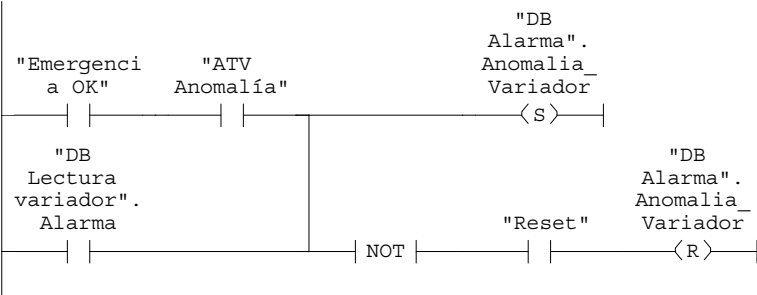 "DB
Alarma".
Anomalia_
Variador
"Emergenci
a OK"
"ATV
Anomalía"
S
"DB
Lectura
variador".
Alarma
"DB
Alarma".
Anomalia_
Variador
"Reset"
NOT
R